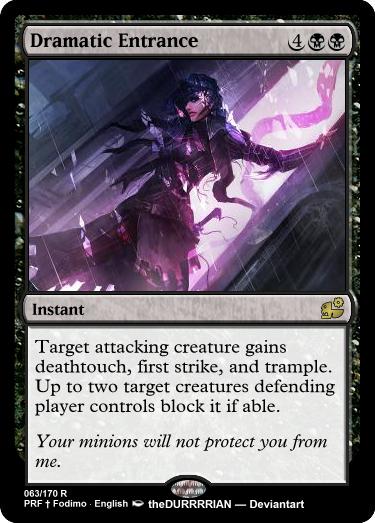 Dramatic Entrance 4
Instant
Target attacking creature gains
deathtouch, first strike, and trample.
Up to two target creatures defending
player controls block it if able.
Your minions will not protect you from
me.
063/170 R
PRF † Fodimo · English theDURRRRIAN — Deviantart